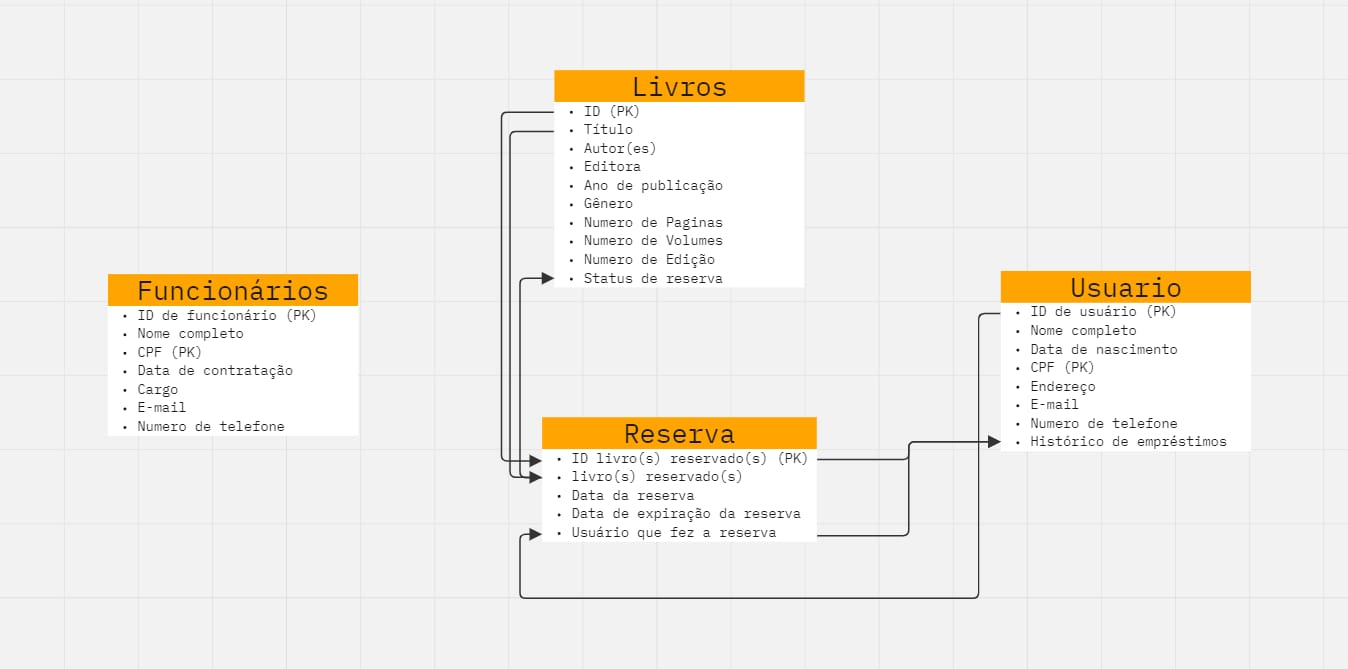 Livros
• ID (PK)
• Título
• Autor(es)
• Editora
• Ano de publicação
• Gênero
• Numero de Paginas
• Numero de Volumes
• Numero de Edição
• Status de reserva
Funcionários
• ID de funcionário (PK)
• Nome completo
• CPF (PK)
• Data de contratação
• Cargo
• E-mail
• Numero de telefone
Usuario
• ID de usuário (PK)
• Nome completo
• Data de nascimento
• CPF (PK)
• Endereço
• E-mail
• Numero de telefone
• Histórico de empréstimos
Reserva
• ID livro(s) reservado(s) (PK)
• livro(s) reservado(s)
• Data da reserva
• Data de expiração da reserva
• Usuário que fez a reserva